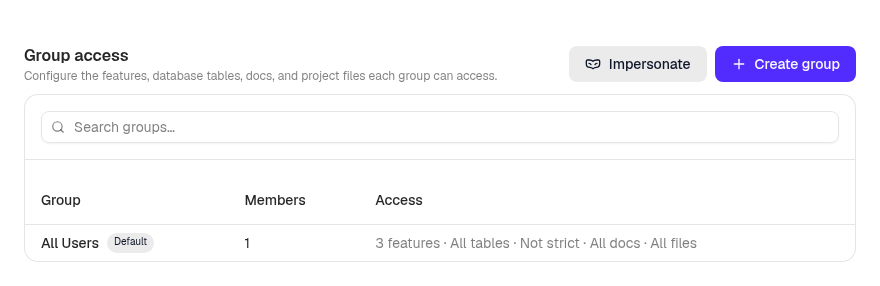 Group access
Configure the features, database tables, docs, and project files each group can access.
Impersonate
Create group
Search groups...
Group Members Access
All Users Default 1 3 features · All tables · Not strict · All docs · All files